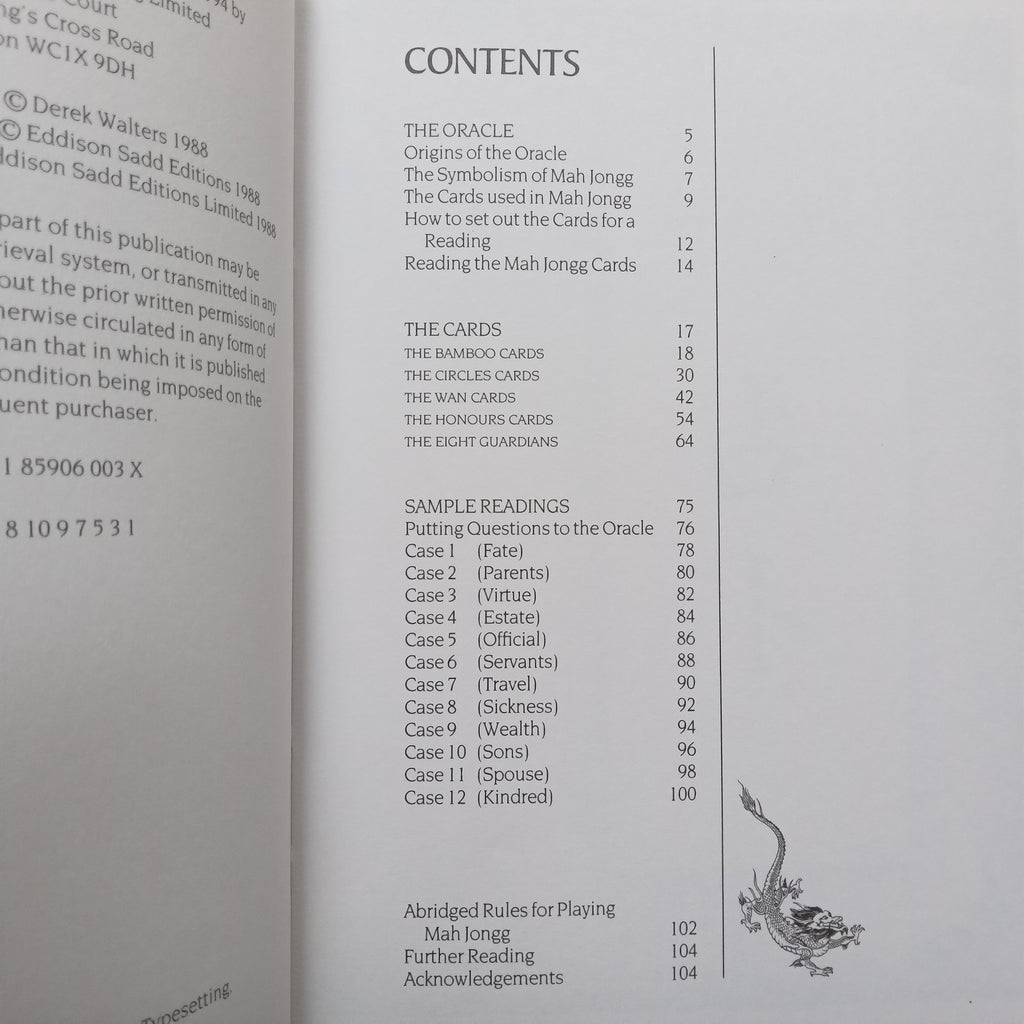 94 by
Limited
Court
ng's Cross Road
on WC1X 9DH
© Derek Walters 1988
© Eddison Sadd Editions 1988
ddison Sadd Editions Limited 1988
part of this publication may be
rieval system, or transmitted in any
out the prior written permission of
herwise circulated in any form of
han that in which it is published
ondition being imposed on the
uent purchaser.
1 85906 003 X
8 10 9 7 5 3 1
Typesetting.
CONTENTS
THE ORACLE 5
Origins of the Oracle 6
The Symbolism of Mah Jongg 7
The Cards used in Mah Jongg 9
How to set out the Cards for a
Reading 12
Reading the Mah Jongg Cards 14
THE CARDS 17
THE BAMBOO CARDS 18
THE CIRCLES CARDS 30
THE WAN CARDS 42
THE HONOURS CARDS 54
THE EIGHT GUARDIANS 64
SAMPLE READINGS 75
Putting Questions to the Oracle 76
Case 1 (Fate) 78
Case 2 (Parents) 80
Case 3 (Virtue) 82
Case 4 (Estate) 84
Case 5 (Official) 86
Case 6 (Servants) 88
Case 7 (Travel) 90
Case 8 (Sickness) 92
Case 9 (Wealth) 94
Case 10 (Sons) 96
Case 11 (Spouse) 98
Case 12 (Kindred) 100
Abridged Rules for Playing
Mah Jongg 102
Further Reading 104
Acknowledgements 104